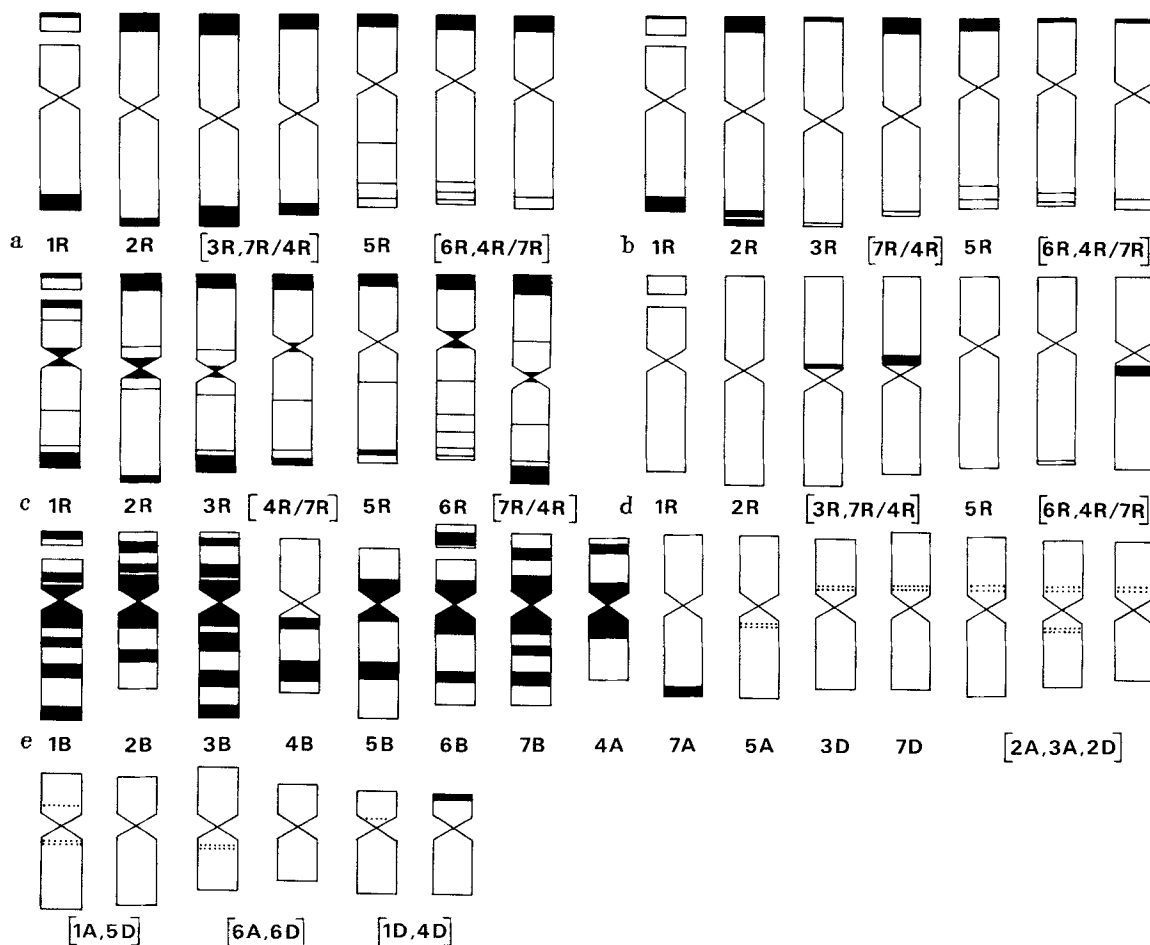 a 1R 2R [3R,7R/4R] 5R [6R,4R/7R] b 1R 2R 3R [7R/4R] 5R [6R,4R/7R]
c 1R 2R 3R [4R/7R] 5R 6R [7R/4R] d 1R 2R [3R,7R/4R] 5R [6R,4R/7R]
e 1B 2B 3B 4B 5B 6B 7B 4A 7A 5A 3D 7D [2A,3A,2D]
[1A,5D] [6A,6D] [1D,4D]